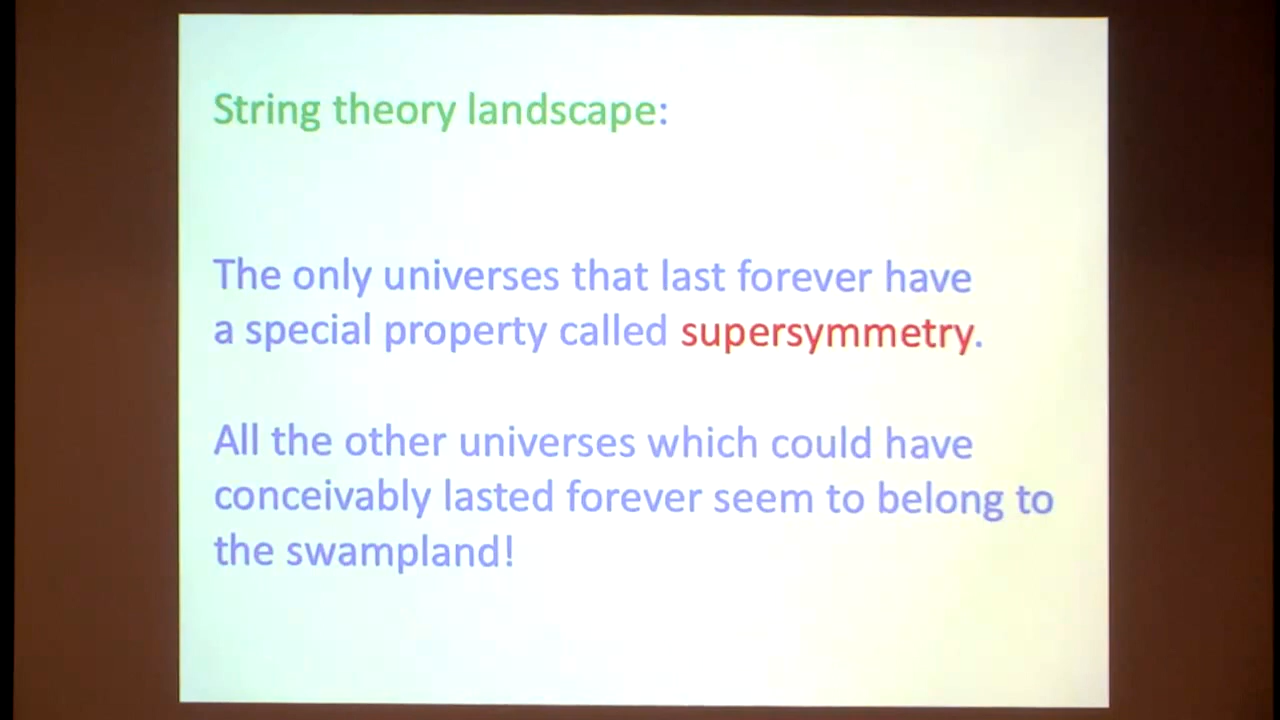 String theory landscape:
The only universes that last forever have
a special property called supersymmetry.
All the other universes which could have
conceivably lasted forever seem to belong to
the swampland!